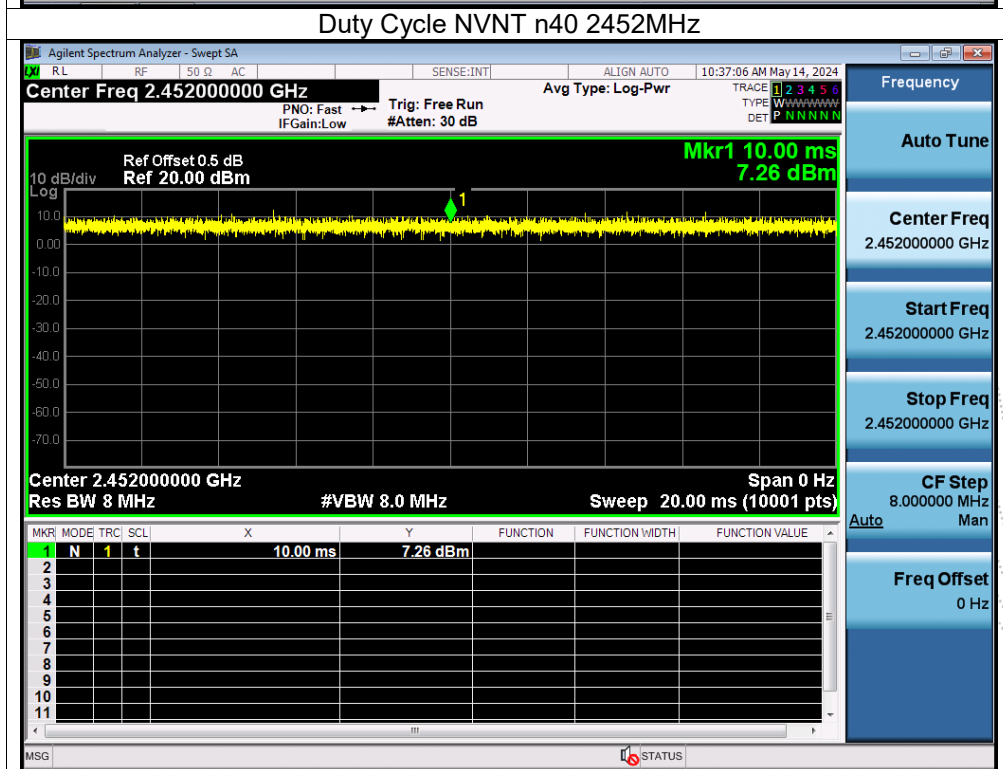 Duty Cycle NVNT n40 2452MHz
Agilent Spectrum Analyzer - Swept SA
LXI RL RF 50 Ω AC SENSE:INT ALIGN AUTO 10:37:06 AM May 14, 2024
Center Freq 2.452000000 GHz
PNO: Fast
IFGain:Low
Trig: Free Run
#Atten: 30 dB
Avg Type: Log-Pwr
TRACE 1 2 3 4 5 6
TYPE WWWWWW
DET P N N N N N
Mkr1 10.00 ms
7.26 dBm
Ref Offset 0.5 dB
10 dB/div Ref 20.00 dBm
Log
1
10.0
0.00
-10.0
-20.0
-30.0
-40.0
-50.0
-60.0
-70.0
Center 2.452000000 GHz Span 0 Hz
Res BW 8 MHz #VBW 8.0 MHz Sweep 20.00 ms (10001 pts)
MKR MODE TRC SCL X Y FUNCTION FUNCTION WIDTH FUNCTION VALUE
1 N 1 t 10.00 ms 7.26 dBm
2
3
4
5
6
7
8
9
10
11
MSG STATUS
Frequency
Auto Tune
Center Freq
2.452000000 GHz
Start Freq
2.452000000 GHz
Stop Freq
2.452000000 GHz
CF Step
8.000000 MHz
Auto Man
Freq Offset
0 Hz